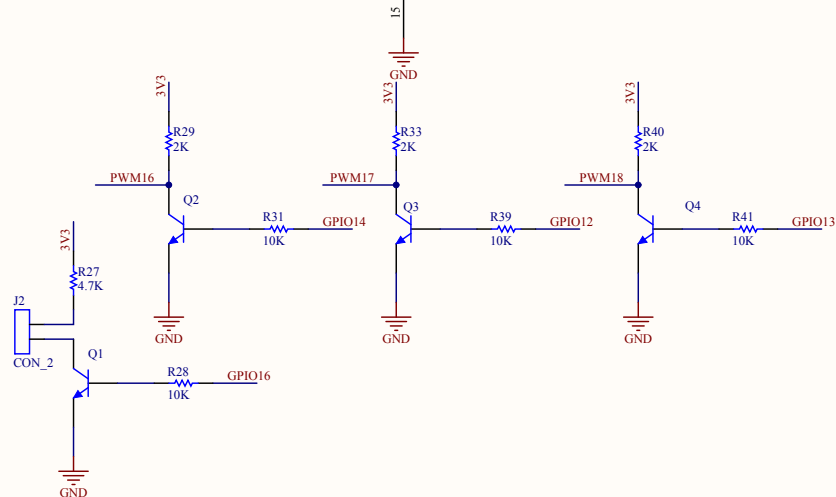 15
GND
3V3
3V3
3V3
R29
2K
R33
2K
R40
2K
PWM16
PWM17
PWM18
Q2
Q3
Q4
R31
10K
GPIO14
R39
10K
GPIO12
R41
10K
GPIO13
3V3
R27
4.7K
J2
GND
GND
GND
CON_2
Q1
R28
10K
GPIO16
GND